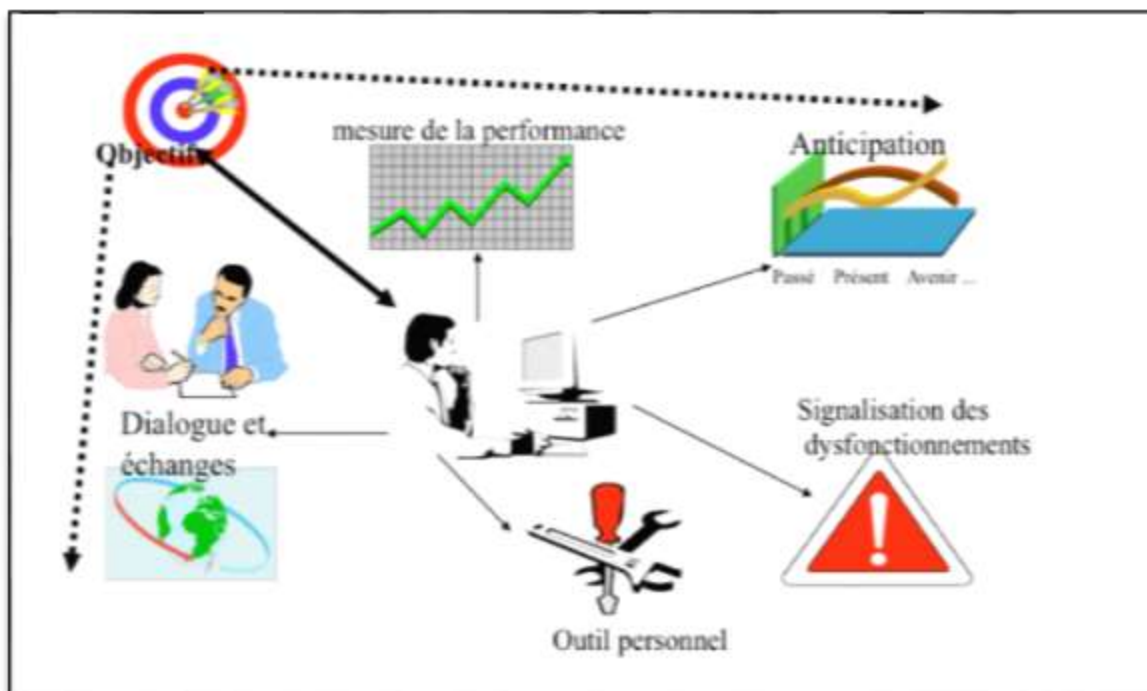 Objectifs
mesure de la performance
Anticipation
Passé Présent Avenir ...
Dialogue et
échanges
Signalisation des
dysfonctionnements
Outil personnel